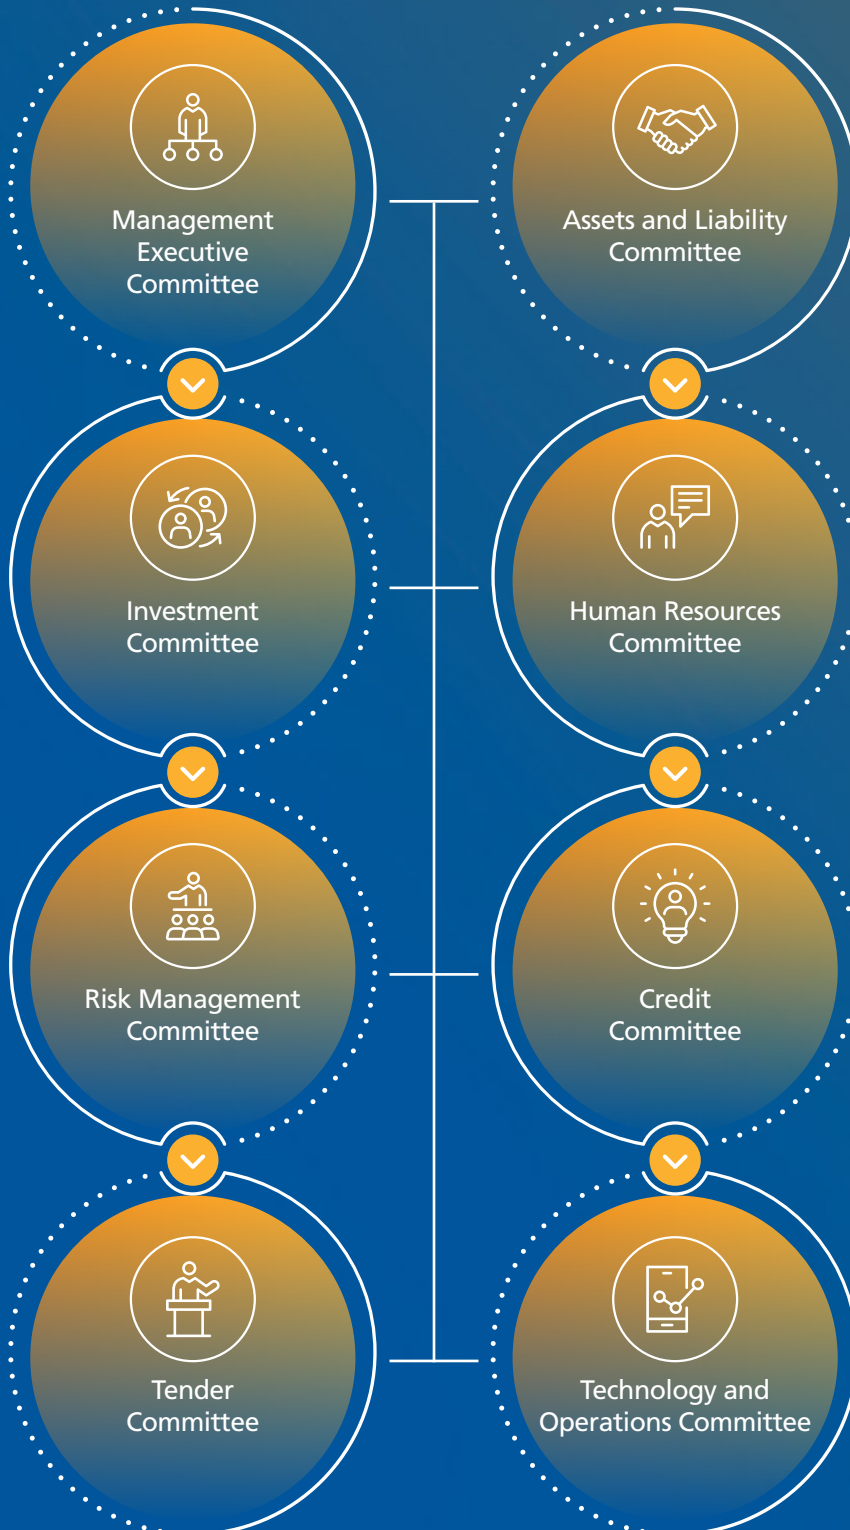 Management
Executive
Committee
Assets and Liability
Committee
Investment
Committee
Human Resources
Committee
Risk Management
Committee
Credit
Committee
Tender
Committee
Technology and
Operations Committee